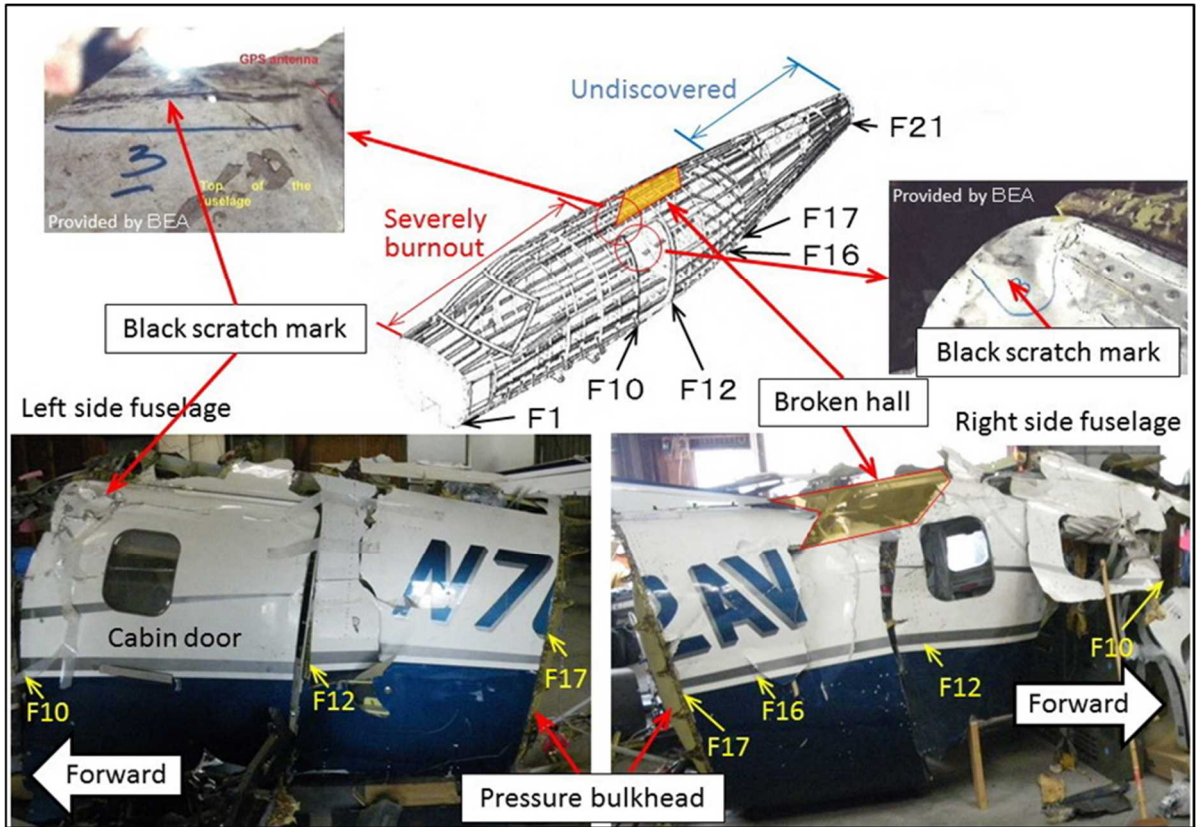 GPS antenna
3
Top of the
fuselage
Provided by BEA
Undiscovered
F21
Severely
burnout
F17
F16
F10
F12
F1
Provided by BEA
Black scratch mark
Black scratch mark
Broken hall
Left side fuselage
Right side fuselage
N7
Cabin door
F10
F12
F17
Forward
2AV
F10
F12
F16
F17
Forward
Pressure bulkhead